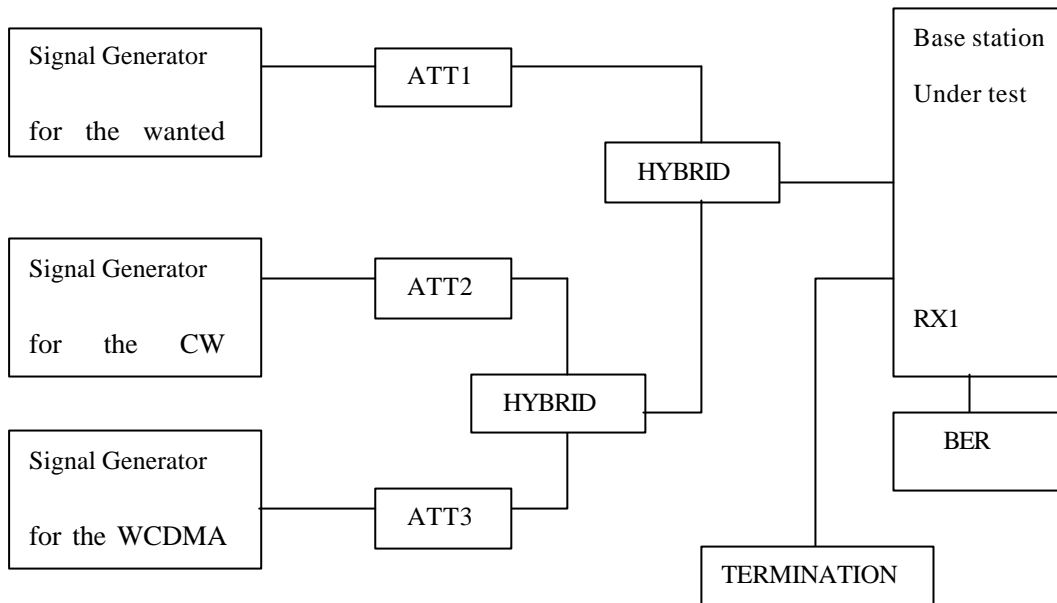 Signal Generator
for the wanted
ATT1
HYBRID
Base station
Under test
RX1
Signal Generator
for the CW
ATT2
HYBRID
Signal Generator
for the WCDMA
ATT3
BER
TERMINATION